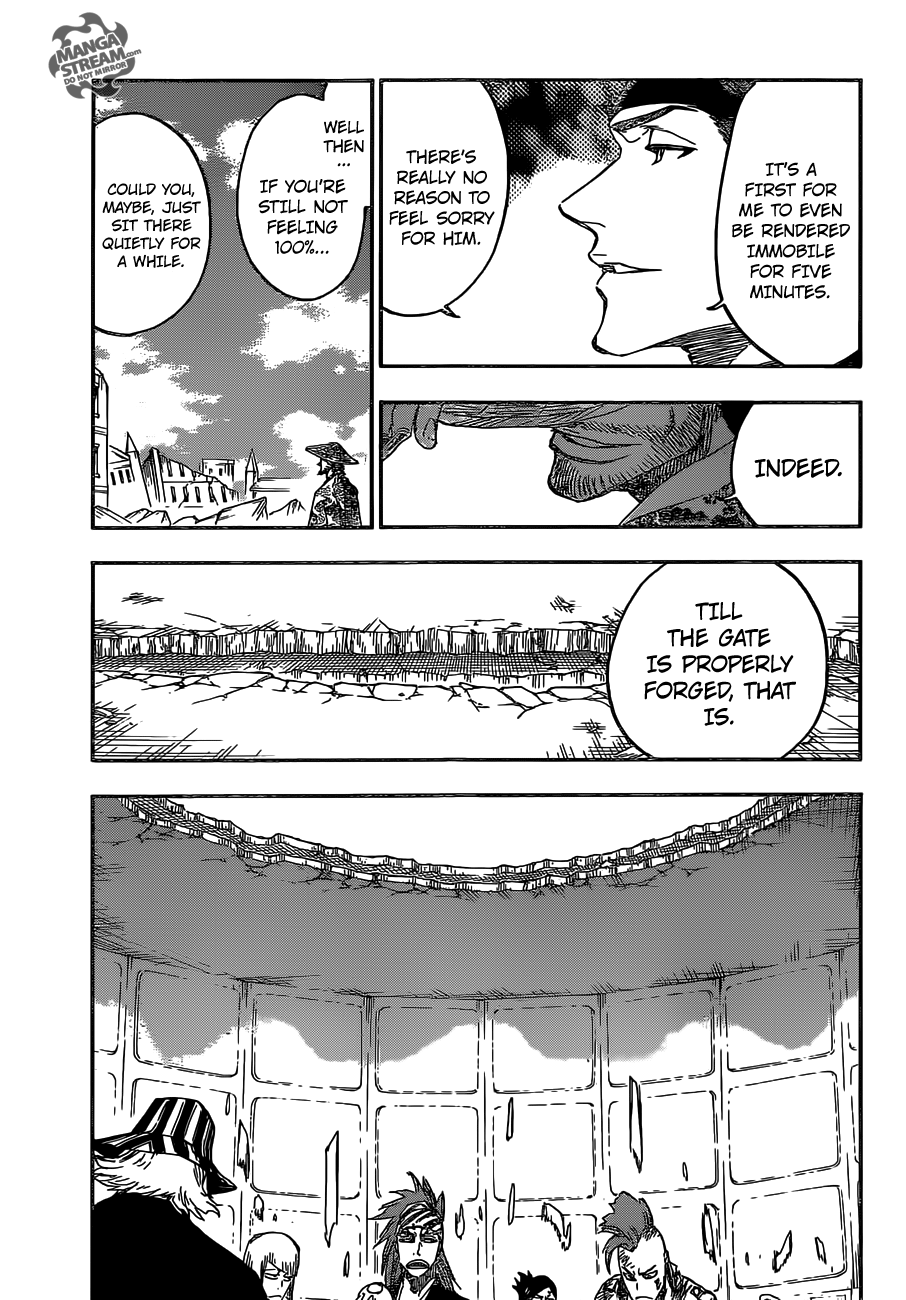 MANGA
STREAM.com
DO NOT MIRROR
IT'S A
FIRST FOR
ME TO EVEN
BE RENDERED
IMMOBILE
FOR FIVE
MINUTES.
THERE'S
REALLY NO
REASON TO
FEEL SORRY
FOR HIM.
WELL
THEN
...
IF YOU'RE
STILL NOT
FEELING
100%...
COULD YOU,
MAYBE, JUST
SIT THERE
QUIETLY FOR
A WHILE.
INDEED.
TILL
THE GATE
IS PROPERLY
FORGED, THAT
IS.